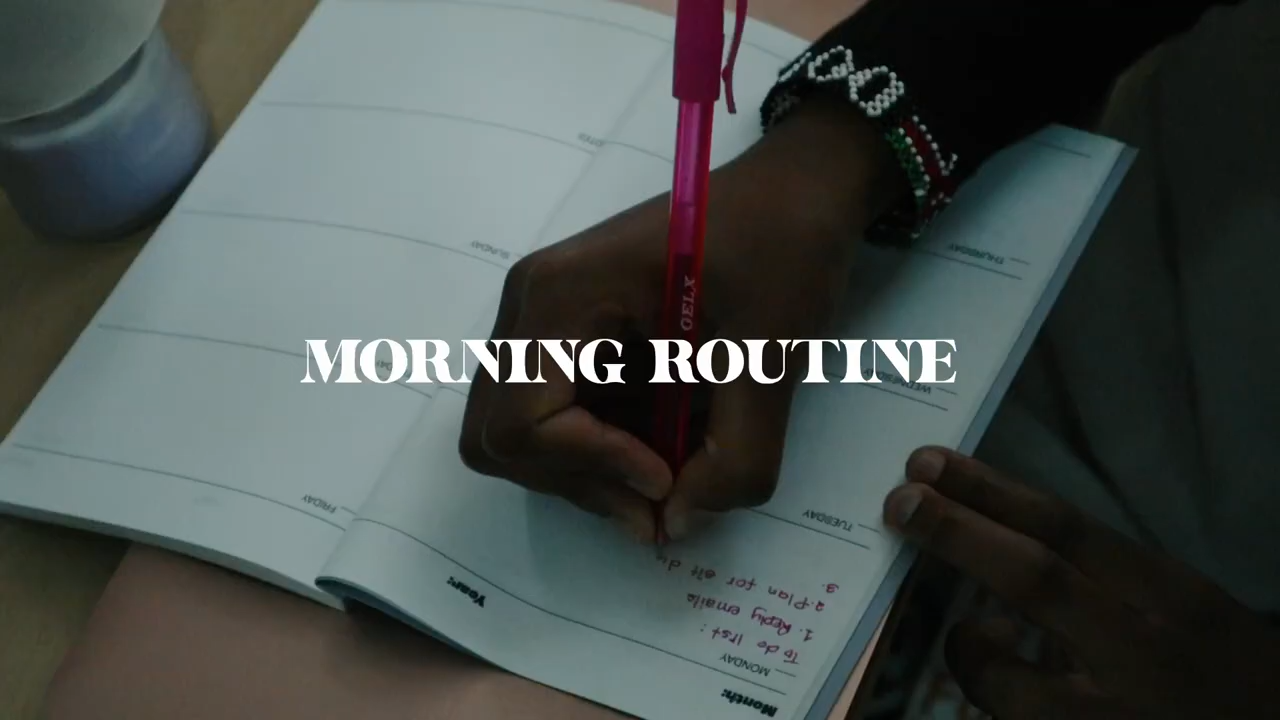 MORNING ROUTINE
Month:
Year:
MONDAY
To do list:
1. Reply emails
2. Plan for
3.
TUESDAY
WEDNESDAY
THURSDAY
FRIDAY
SUNDAY
NOTES